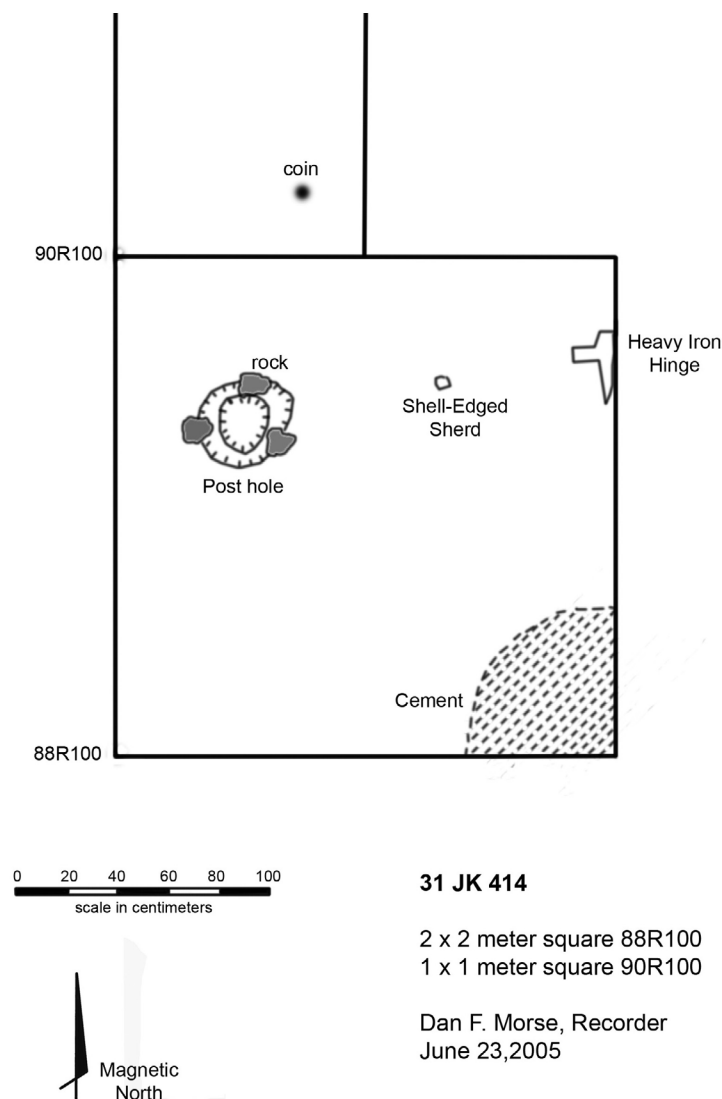 coin
90R100
rock
Heavy Iron
Hinge
Shell-Edged
Sherd
Post hole
Cement
88R100
0 20 40 60 80 100
scale in centimeters
31 JK 414
2 x 2 meter square 88R100
1 x 1 meter square 90R100
Dan F. Morse, Recorder
June 23,2005
Magnetic
North